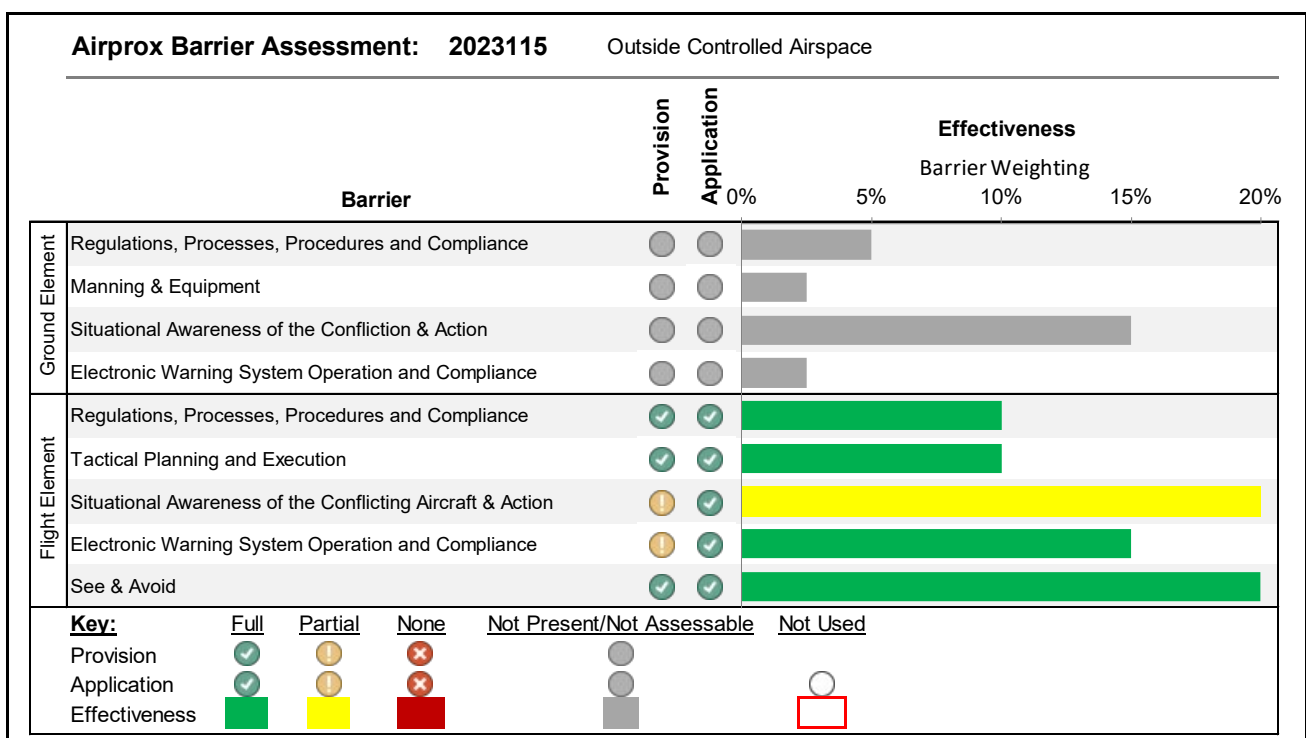 Airprox Barrier Assessment: 2023115 Outside Controlled Airspace
Provision
Application
Effectiveness
Barrier Weighting
Barrier
0% 5% 10% 15% 20%
Ground Element
Regulations, Processes, Procedures and Compliance
Manning & Equipment
Situational Awareness of the Confliction & Action
Electronic Warning System Operation and Compliance
Flight Element
Regulations, Processes, Procedures and Compliance
Tactical Planning and Execution
Situational Awareness of the Conflicting Aircraft & Action
Electronic Warning System Operation and Compliance
See & Avoid
Key: Full Partial None Not Present/Not Assessable Not Used
Provision
Application
Effectiveness